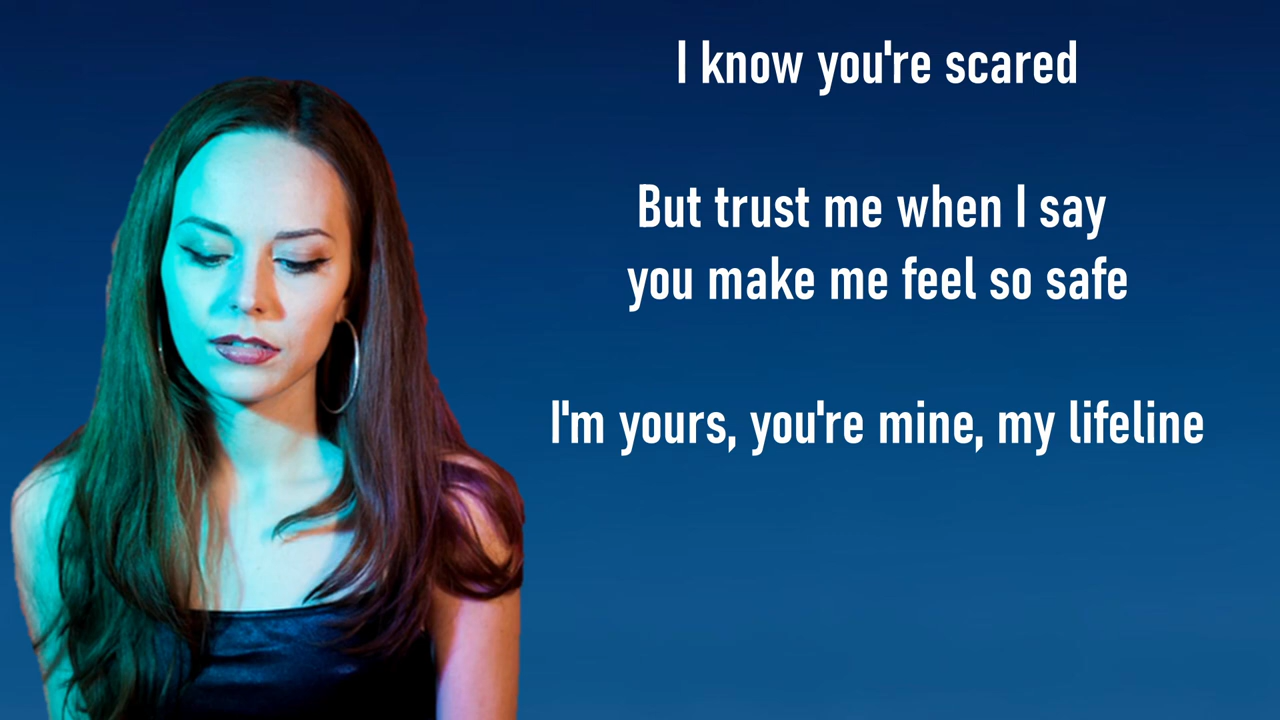 I know you're scared
But trust me when I say
you make me feel so safe
I'm yours, you're mine, my lifeline